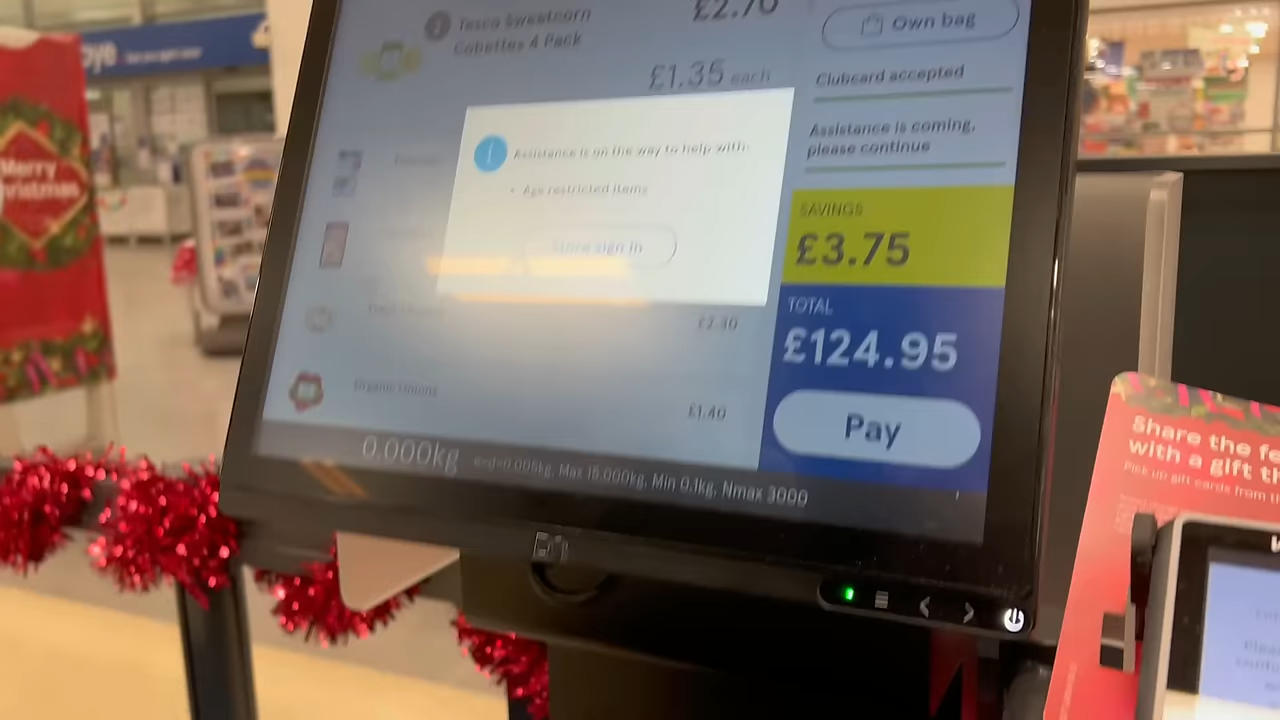 Tesco Sweetcorn
Cobettes 4 Pack
£2.70
£1.35 each
Own bag
Clubcard accepted
Assistance is coming,
please continue
Assistance is on the way to help with:
• Age restricted items
Store sign in
SAVINGS
£3.75
TOTAL
£124.95
Pay
£2.30
Organic Onions
£1.40
0.000kg
e=d=0.005kg, Max 15.000kg, Min 0.1kg, Nmax 3000
Merry
Christmas
Share the fe
with a gift th
Pick up gift cards from th